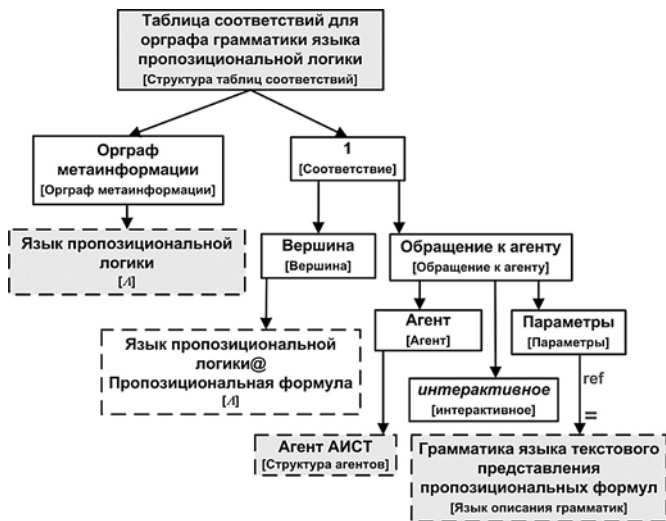 Таблица соответствий для
орграфа грамматики языка
пропозициональной логики
[Структура таблиц соответствий]
Орграф
метаинформации
[Орграф метаинформации]
1
[Соответствие]
Язык пропозициональной
логики
[Л]
Вершина
[Вершина]
Обращение к агенту
[Обращение к агенту]
Язык пропозициональной
логики@
Пропозициональная формула
[Л]
Агент
[Агент]
Параметры
[Параметры]
интерактивное
[интерактивное]
ref
=
Агент АИСТ
[Структура агентов]
Грамматика языка текстового
представления
пропозициональных формул
[Язык описания грамматик]